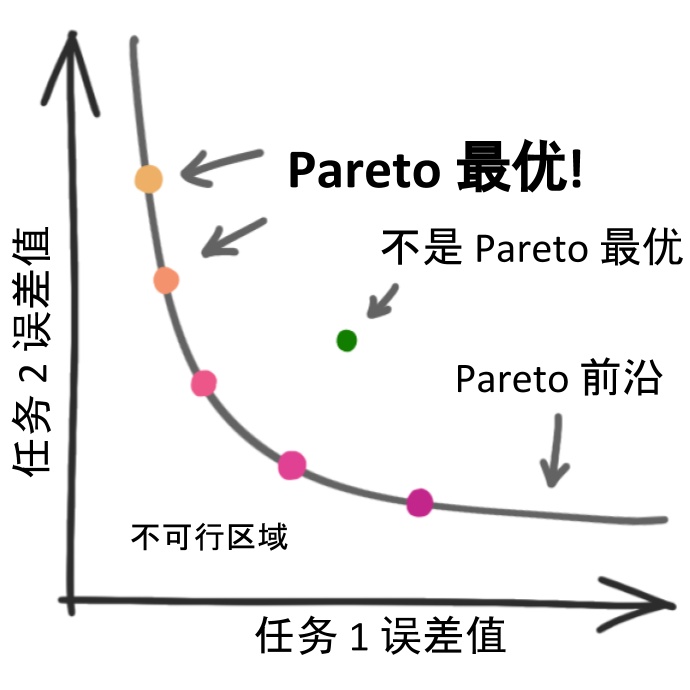 Pareto 最优!
不是 Pareto 最优
Pareto 前沿
任务 2 误差值
不可行区域
任务 1 误差值